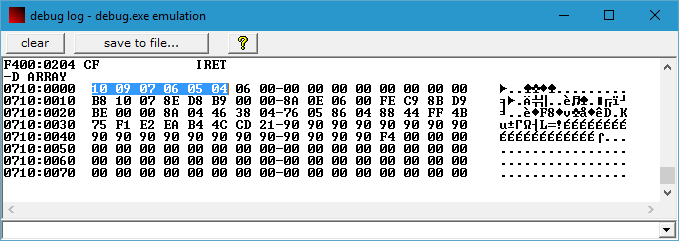 debug log - debug.exe emulation
clear save to file... ?
F400:0204 CF IRET
-D ARRAY
0710:0000 10 09 07 06 05 04 06 00-00 00 00 00 00 00 00 00 ►..♠♣♦♠.........
0710:0010 B8 10 07 8E D8 B9 00 00-8A 0E 06 00 FE C9 8B D9
0710:0020 BE 00 00 8A 04 46 38 04-76 05 86 04 88 44 FF 4B
0710:0030 75 F1 E2 EA B4 4C CD 21-90 90 90 90 90 90 90 90 u±ΓΩ┤L═!ÉÉÉÉÉÉÉÉ
0710:0040 90 90 90 90 90 90 90 90-90 90 90 90 F4 00 00 00 ÉÉÉÉÉÉÉÉÉÉÉÉ⌠...
0710:0050 00 00 00 00 00 00 00 00-00 00 00 00 00 00 00 00 ................
0710:0060 00 00 00 00 00 00 00 00-00 00 00 00 00 00 00 00 ................
0710:0070 00 00 00 00 00 00 00 00-00 00 00 00 00 00 00 00 ................